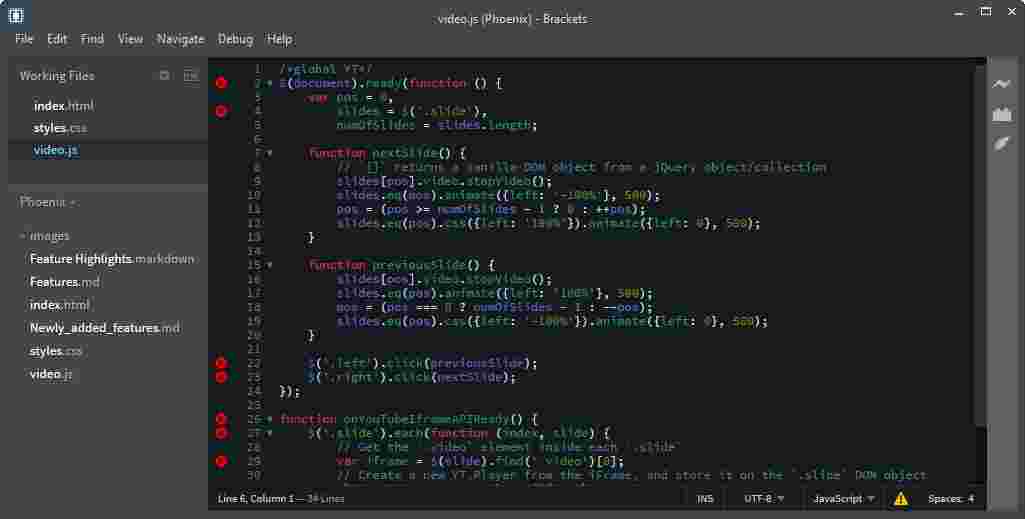 video.js (Phoenix) - Brackets
File Edit Find View Navigate Debug Help
Working Files
index.html
styles.css
video.js
Phoenix
images
Feature Highlights.markdown
Features.md
index.html
Newly_added_features.md
styles.css
video.js
1 /*global YT*/
2 $(document).ready(function () {
3 var pos = 0,
4 slides = $('.slide'),
5 numOfSlides = slides.length;
6
7 function nextSlide() {
8 // `[]` returns a vanilla DOM object from a jQuery object/collection
9 slides[pos].video.stopVideo();
10 slides.eq(pos).animate({left: '-100%'}, 500);
11 pos = (pos >= numOfSlides - 1 ? 0 : ++pos);
12 slides.eq(pos).css({left: '100%'}).animate({left: 0}, 500);
13 }
14
15 function previousSlide() {
16 slides[pos].video.stopVideo();
17 slides.eq(pos).animate({left: '100%'}, 500);
18 pos = (pos === 0 ? numOfSlides - 1 : --pos);
19 slides.eq(pos).css({left: '-100%'}).animate({left: 0}, 500);
20 }
21
22 $('.left').click(previousSlide);
23 $('.right').click(nextSlide);
24 });
25
26 function onYouTubeIframeAPIReady() {
27 $('.slide').each(function (index, slide) {
28 // Get the `.video` element inside each `.slide`
29 var iframe = $(slide).find('.video')[0];
30 // Create a new YT.Player from the iFrame, and store it on the `.slide` DOM object
Line 6, Column 1 — 34 Lines INS UTF-8 JavaScript Spaces: 4